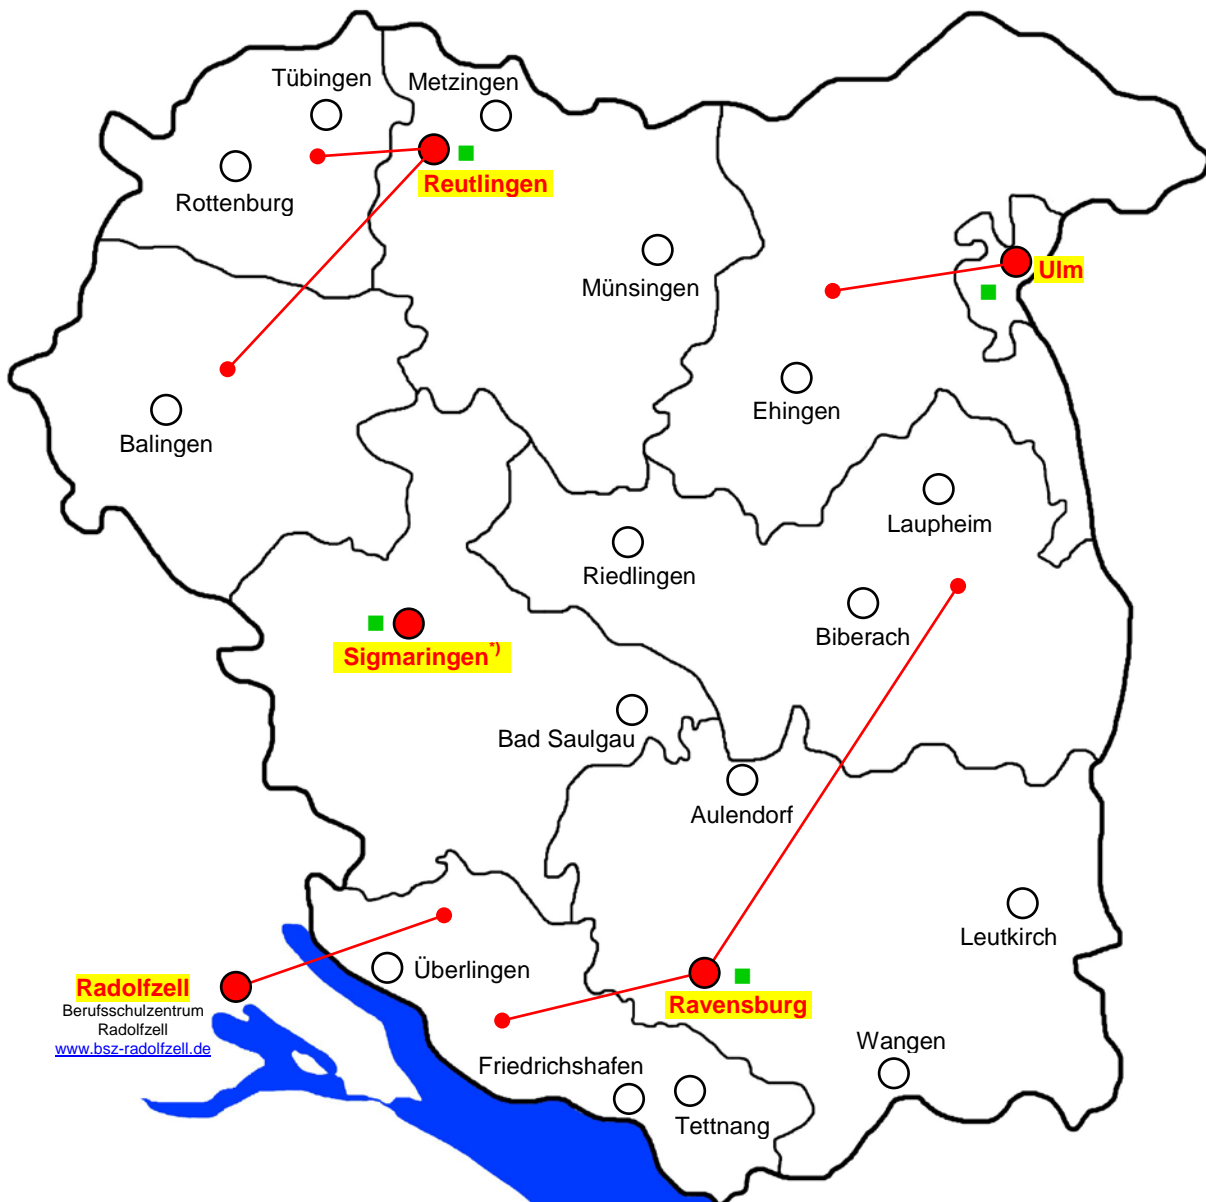 Tübingen
Metzingen
Rottenburg
Reutlingen
Münsingen
Ulm
Ehingen
Balingen
Laupheim
Riedlingen
Biberach
Sigmaringen*)
Bad Saulgau
Aulendorf
Leutkirch
Überlingen
Radolfzell
Berufsschulzentrum
Radolfzell
www.bsz-radolfzell.de
Ravensburg
Wangen
Friedrichshafen
Tettnang